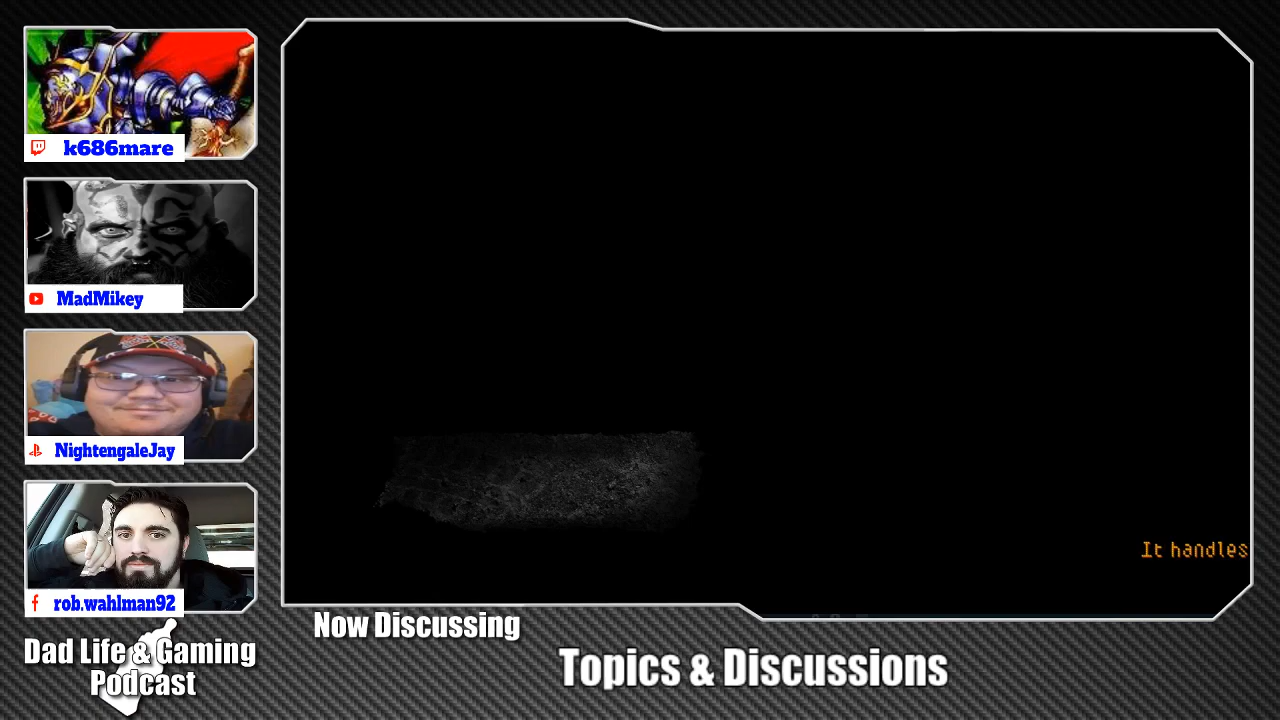 k686mare
MadMikey
NightengaleJay
rob.wahlman92
Dad Life & Gaming
Podcast
It handles
Now Discussing
Topics & Discussions